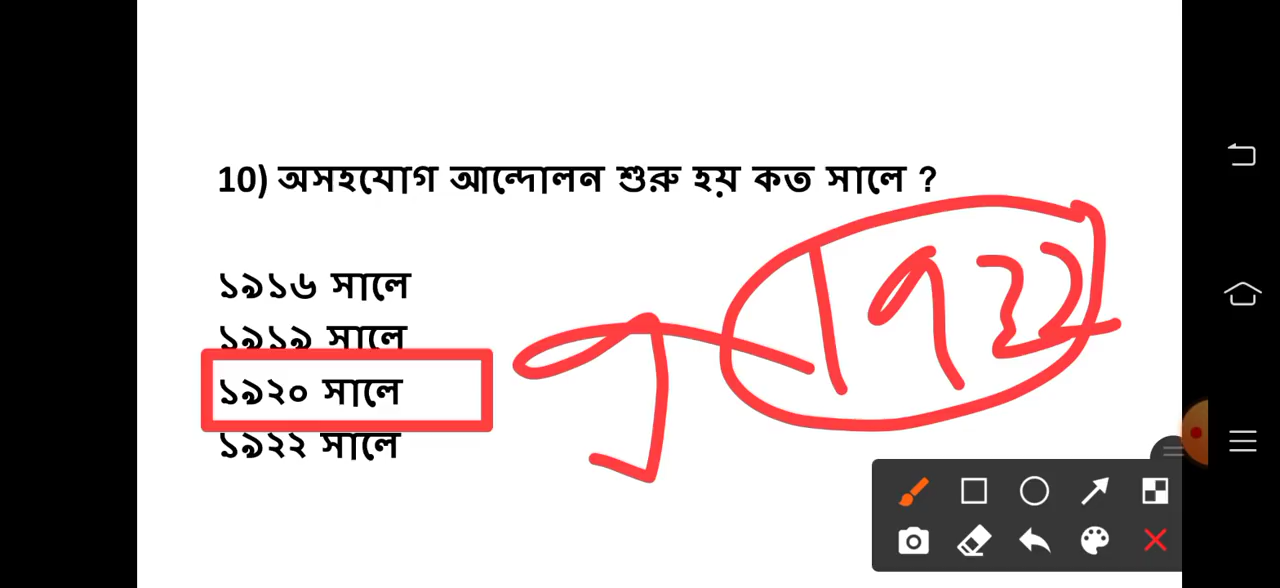 10) অসহযোগ আন্দোলন শুরু হয় কত সালে ?
১৯১৬ সালে
১৯১৯ সালে
১৯২০ সালে
১৯২২ সালে
1922